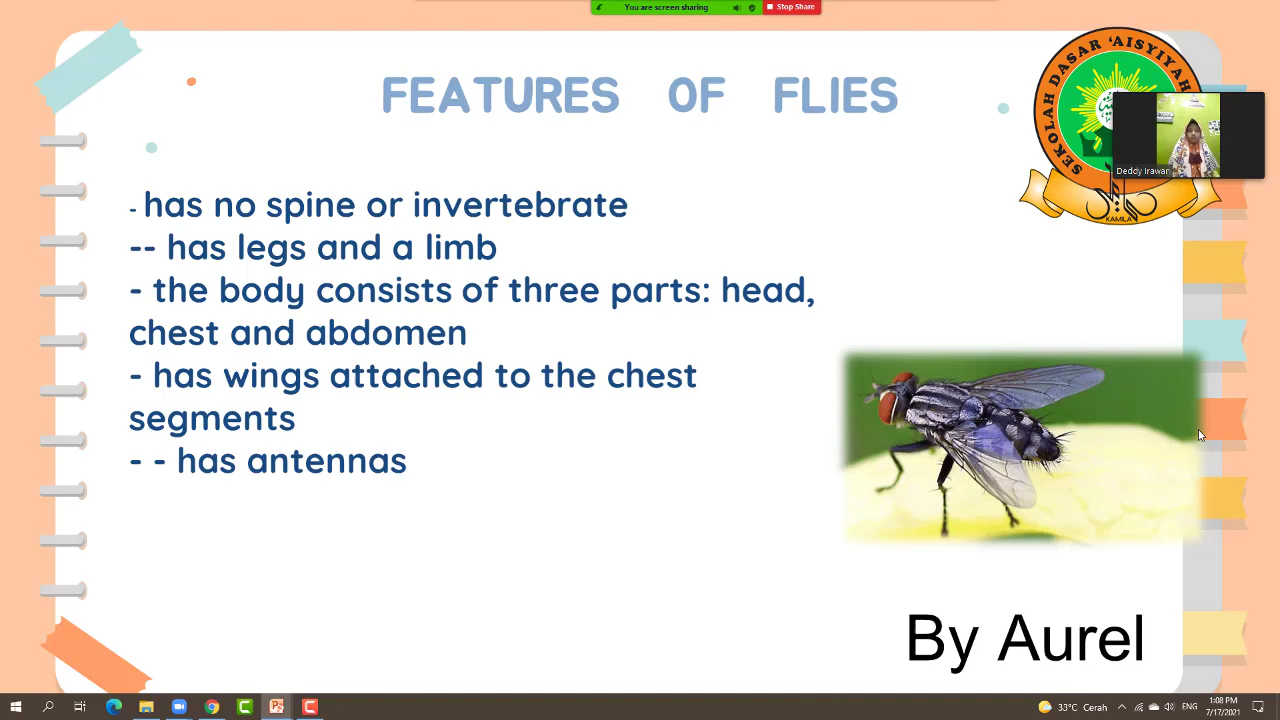 You are screen sharing
Stop Share
FEATURES OF FLIES
SEKOLAH DASAR 'AISYIYAH
KAMILA
Deddy Irawan
- has no spine or invertebrate
-- has legs and a limb
- the body consists of three parts: head,
chest and abdomen
- has wings attached to the chest
segments
- - has antennas
By Aurel
33°C Cerah
ENG
1:08 PM
7/17/2021